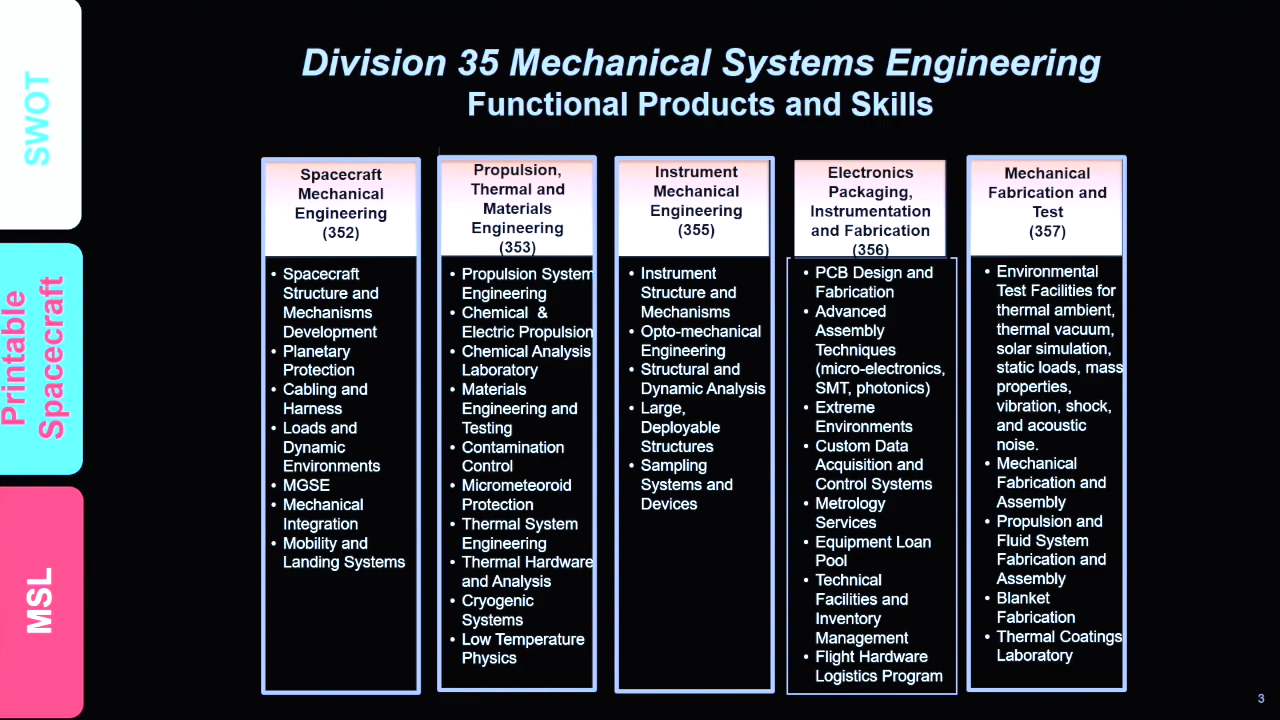 SWOT
Printable
Spacecraft
MSL
Division 35 Mechanical Systems Engineering
Functional Products and Skills
Spacecraft
Mechanical
Engineering
(352)
• Spacecraft
Structure and
Mechanisms
Development
• Planetary
Protection
• Cabling and
Harness
• Loads and
Dynamic
Environments
• MGSE
• Mechanical
Integration
• Mobility and
Landing Systems
Propulsion,
Thermal and
Materials
Engineering
(353)
• Propulsion System
Engineering
• Chemical &
Electric Propulsion
• Chemical Analysis
Laboratory
• Materials
Engineering and
Testing
• Contamination
Control
• Micrometeoroid
Protection
• Thermal System
Engineering
• Thermal Hardware
and Analysis
• Cryogenic
Systems
• Low Temperature
Physics
Instrument
Mechanical
Engineering
(355)
• Instrument
Structure and
Mechanisms
• Opto-mechanical
Engineering
• Structural and
Dynamic Analysis
• Large,
Deployable
Structures
• Sampling
Systems and
Devices
Electronics
Packaging,
Instrumentation
and Fabrication
(356)
• PCB Design and
Fabrication
• Advanced
Assembly
Techniques
(micro-electronics,
SMT, photonics)
• Extreme
Environments
• Custom Data
Acquisition and
Control Systems
• Metrology
Services
• Equipment Loan
Pool
• Technical
Facilities and
Inventory
Management
• Flight Hardware
Logistics Program
Mechanical
Fabrication and
Test
(357)
• Environmental
Test Facilities for
thermal ambient,
thermal vacuum,
solar simulation,
static loads, mass
properties,
vibration, shock,
and acoustic
noise.
• Mechanical
Fabrication and
Assembly
• Propulsion and
Fluid System
Fabrication and
Assembly
• Blanket
Fabrication
• Thermal Coatings
Laboratory
3